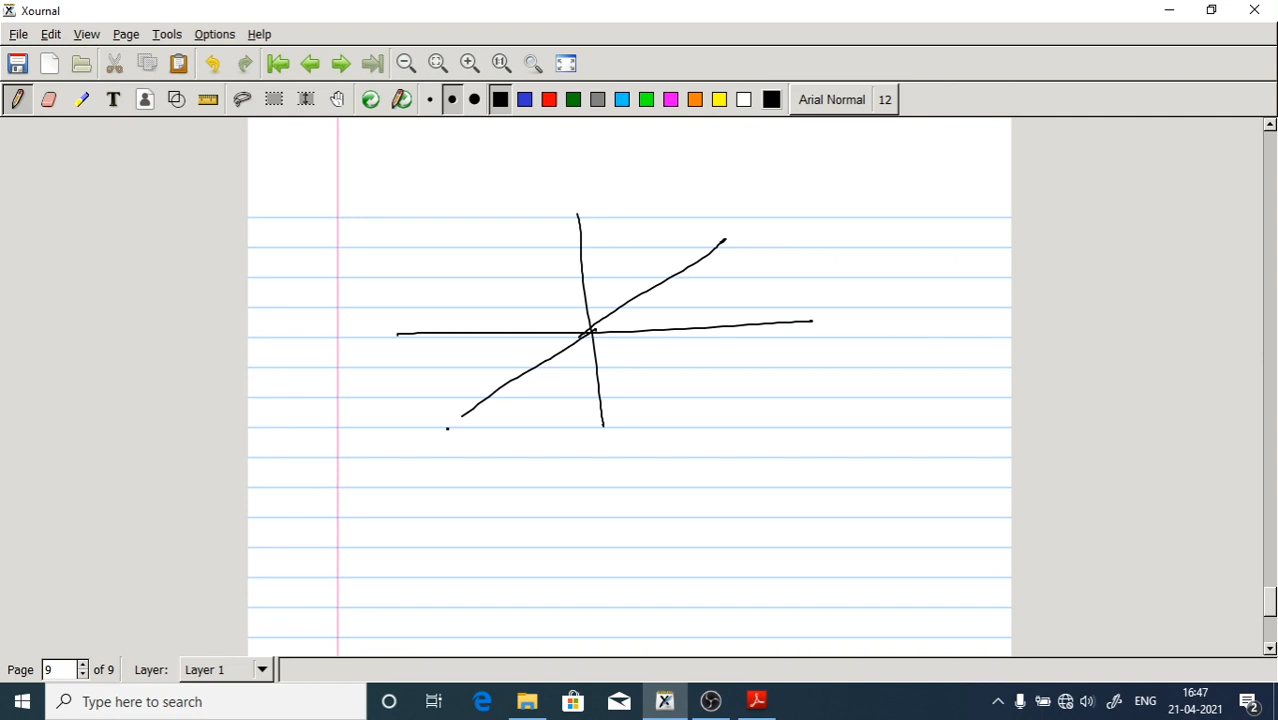 Xournal
File Edit View Page Tools Options Help
Arial Normal 12
Page 9 of 9 Layer: Layer 1
Type here to search
ENG
16:47
21-04-2021
2